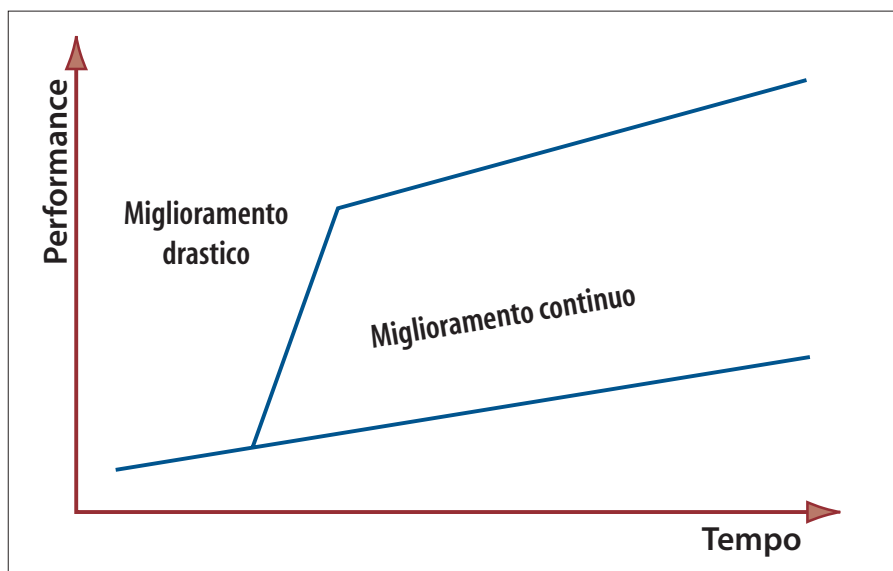 Performance
Miglioramento
drastico
Miglioramento continuo
Tempo